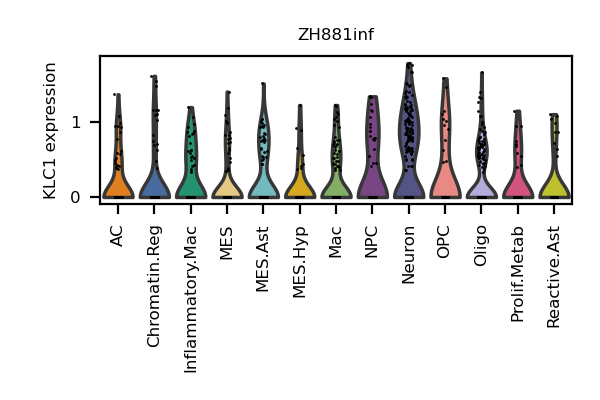 ZH881inf
KLC1 expression
1
0
AC
Chromatin.Reg
Inflammatory.Mac
MES
MES.Ast
MES.Hyp
Mac
NPC
Neuron
OPC
Oligo
Prolif.Metab
Reactive.Ast